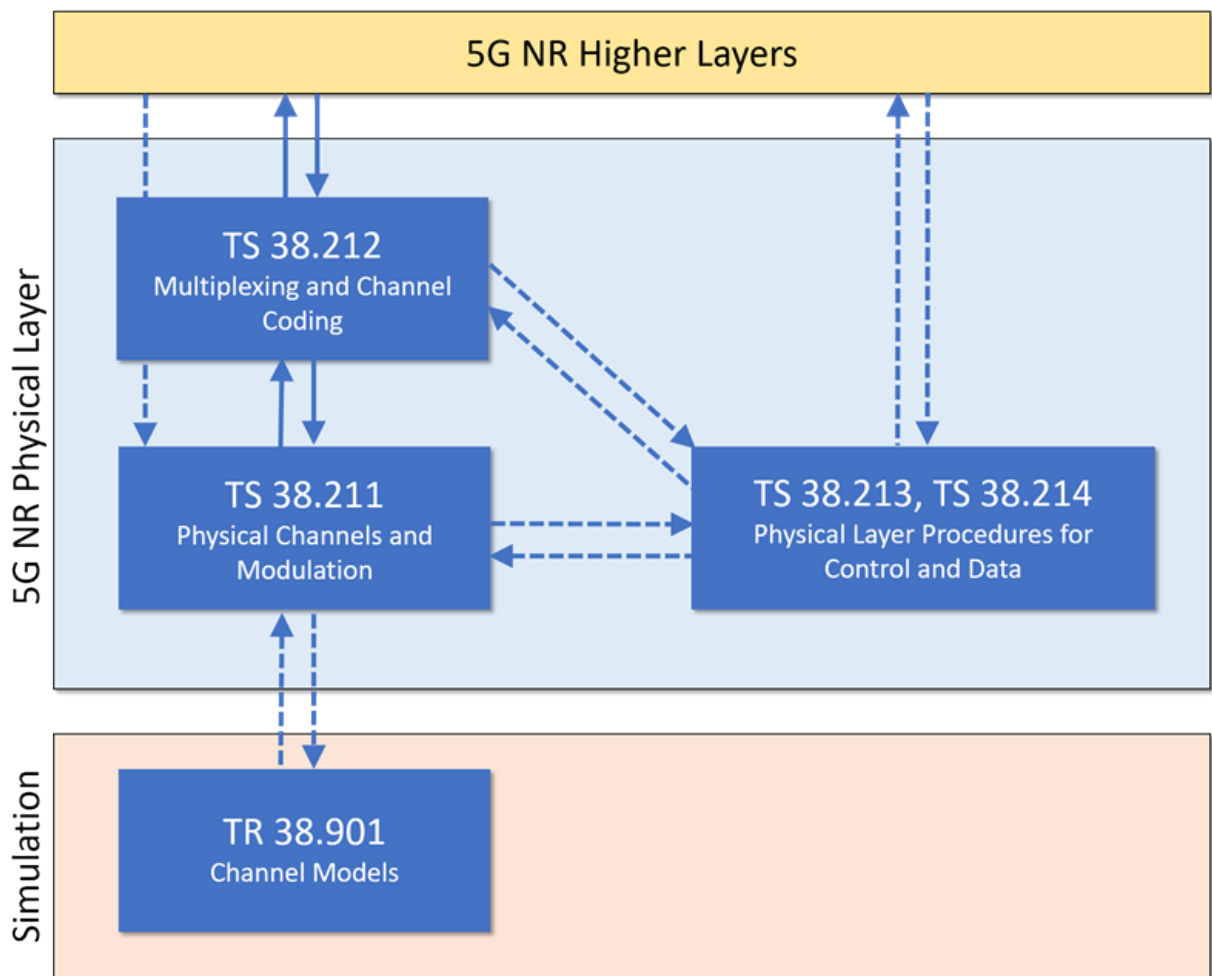 5G NR Higher Layers
5G NR Physical Layer
TS 38.212
Multiplexing and Channel
Coding
TS 38.211
Physical Channels and
Modulation
TS 38.213, TS 38.214
Physical Layer Procedures for
Control and Data
Simulation
TR 38.901
Channel Models